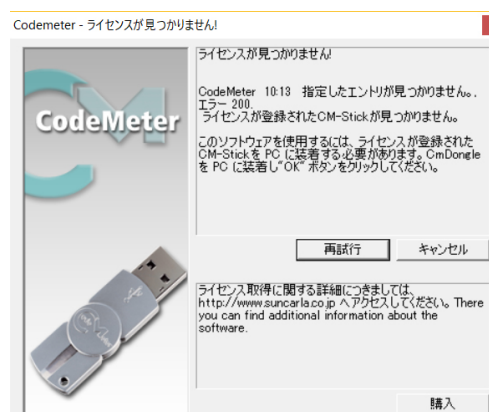 Codemeter - ライセンスが見つかりません!
ライセンスが見つかりません!
CodeMeter 10:13 指定したエントリが見つかりません。.
エラー 200.
ライセンスが登録されたCM-Stickが見つかりません。
このソフトウェアを使用するには、ライセンスが登録された
CM-Stickを PC に装着する必要があります。CmDongle
を PC に装着し"OK" ボタンをクリックしてください。
CodeMeter
再試行
キャンセル
ライセンス取得に関する詳細につきましては、
http://www.suncarla.co.jp へアクセスしてください。There
you can find additional information about the
software.
購入